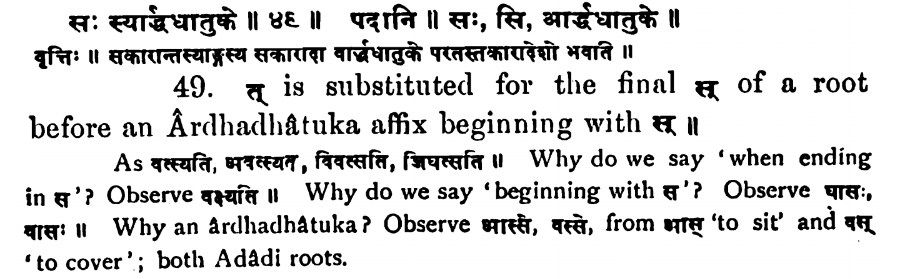 सः स्यार्द्धधातुके ॥ ४९ ॥ पदानि ॥ सः, सि, आर्द्धधातुके ॥
वृत्तिः ॥ सकारान्तस्याङ्गस्य सकारादा वार्द्धधातुके परतस्तकारादेशो भवाति ॥
49. त् is substituted for the final स् of a root
before an Ârdhadhâtuka affix beginning with स् ॥
As वत्स्यति, अवत्स्यत्, विवत्सति, जिघत्सति ॥ Why do we say 'when ending
in स'? Observe वक्ष्यति ॥ Why do we say 'beginning with स'? Observe घासः,
वासः ॥ Why an ârdhadhâtuka? Observe आस्से, वस्से, from आस् 'to sit' and वस्
'to cover'; both Adâdi roots.